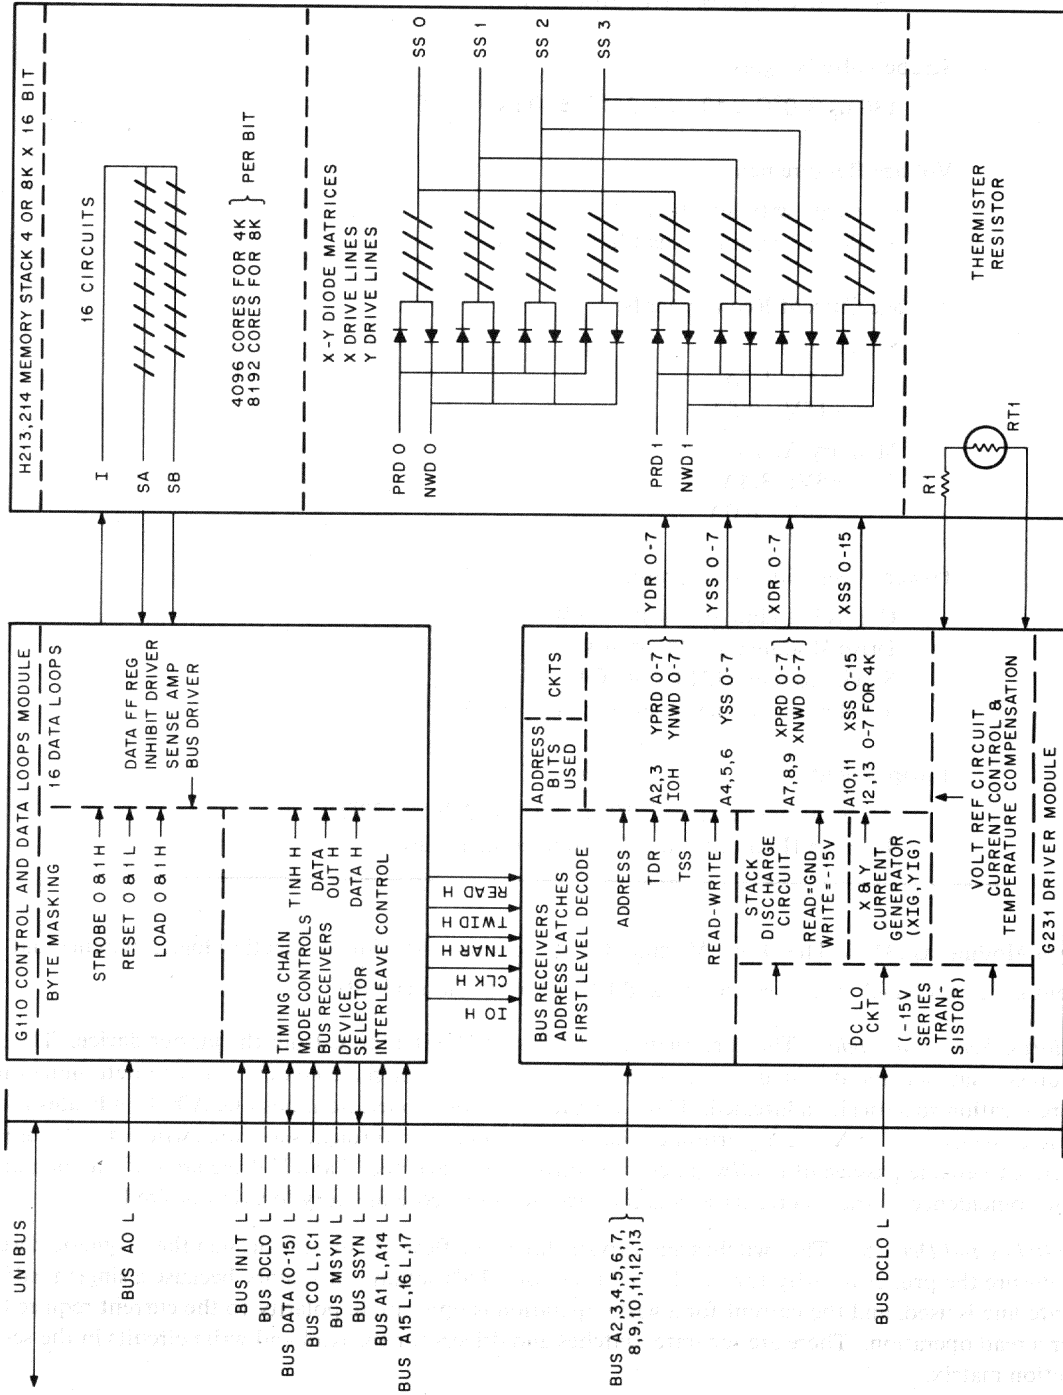 UNIBUS
BUS A0 L
BUS INIT L
BUS DCLO L
BUS DATA (0-15) L
BUS C0 L, C1 L
BUS MSYN L
BUS SSYN L
BUS A1 L, A14 L
BUS A15 L, 16 L, 17 L
BUS A2,3,4,5,6,7,
8,9,10,11,12,13
BUS DCLO L
G110 CONTROL AND DATA LOOPS MODULE
BYTE MASKING
16 DATA LOOPS
STROBE 0 & 1 H
RESET 0 & 1 L
LOAD 0 & 1 H
DATA FF REG
INHIBIT DRIVER
SENSE AMP
BUS DRIVER
TIMING CHAIN
MODE CONTROLS
BUS RECEIVERS
DEVICE
SELECTOR
INTERLEAVE CONTROL
TINH H
DATA
OUT H
DATA H
READ H
TWID H
TNAR H
CLK H
IO H
BUS RECEIVERS
ADDRESS LATCHES
FIRST LEVEL DECODE
ADDRESS
BITS
USED
CKTS
ADDRESS
TDR
TSS
READ-WRITE
A2,3
IOH
YPRD 0-7
YNWD 0-7
A4,5,6
YSS 0-7
A7,8,9
XPRD 0-7
XNWD 0-7
A10,11
12,13
XSS 0-15
0-7 FOR 4K
STACK
DISCHARGE
CIRCUIT
READ=GND
WRITE=-15V
DC LO
CKT
X & Y
CURRENT
GENERATOR
(XIG,YIG)
(-15V
SERIES
TRAN-
SISTOR)
VOLT REF CIRCUIT
CURRENT CONTROL &
TEMPERATURE COMPENSATION
G231 DRIVER MODULE
YDR 0-7
YSS 0-7
XDR 0-7
XSS 0-15
H213,214 MEMORY STACK 4 OR 8K X 16 BIT
16 CIRCUITS
I
SA
SB
4096 CORES FOR 4K
8192 CORES FOR 8K
PER BIT
X-Y DIODE MATRICES
X DRIVE LINES
Y DRIVE LINES
PRD 0
NWD 0
PRD 1
NWD 1
SS 0
SS 1
SS 2
SS 3
R1
RT1
THERMISTER
RESISTOR